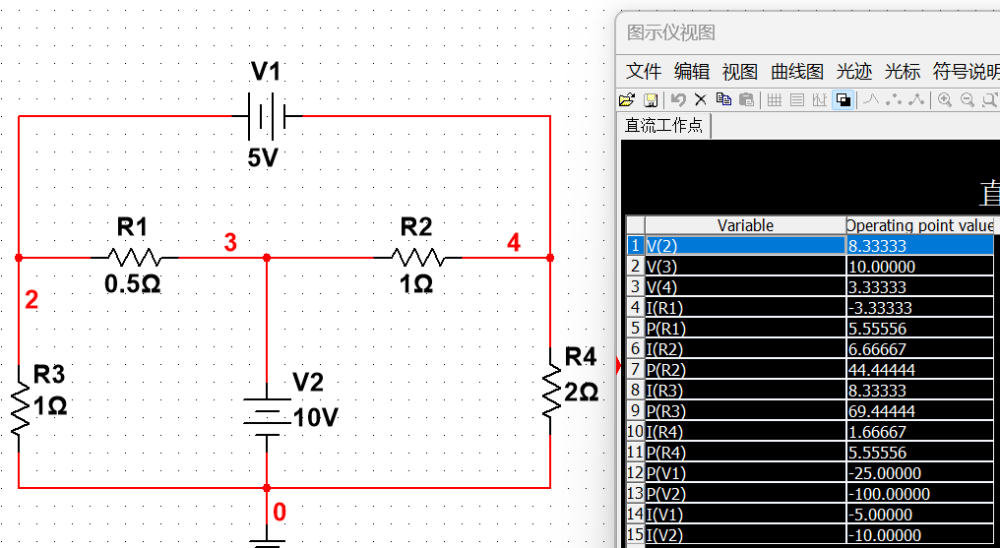 V1
5V
R1
3
R2
4
0.5Ω
1Ω
2
R3
1Ω
V2
10V
R4
2Ω
0
图示仪视图
文件 编辑 视图 曲线图 光迹 光标 符号说明
直流工作点
直
Variable Operating point value
1 V(2) 8.33333
2 V(3) 10.00000
3 V(4) 3.33333
4 I(R1) -3.33333
5 P(R1) 5.55556
6 I(R2) 6.66667
7 P(R2) 44.44444
8 I(R3) 8.33333
9 P(R3) 69.44444
10 I(R4) 1.66667
11 P(R4) 5.55556
12 P(V1) -25.00000
13 P(V2) -100.00000
14 I(V1) -5.00000
15 I(V2) -10.00000